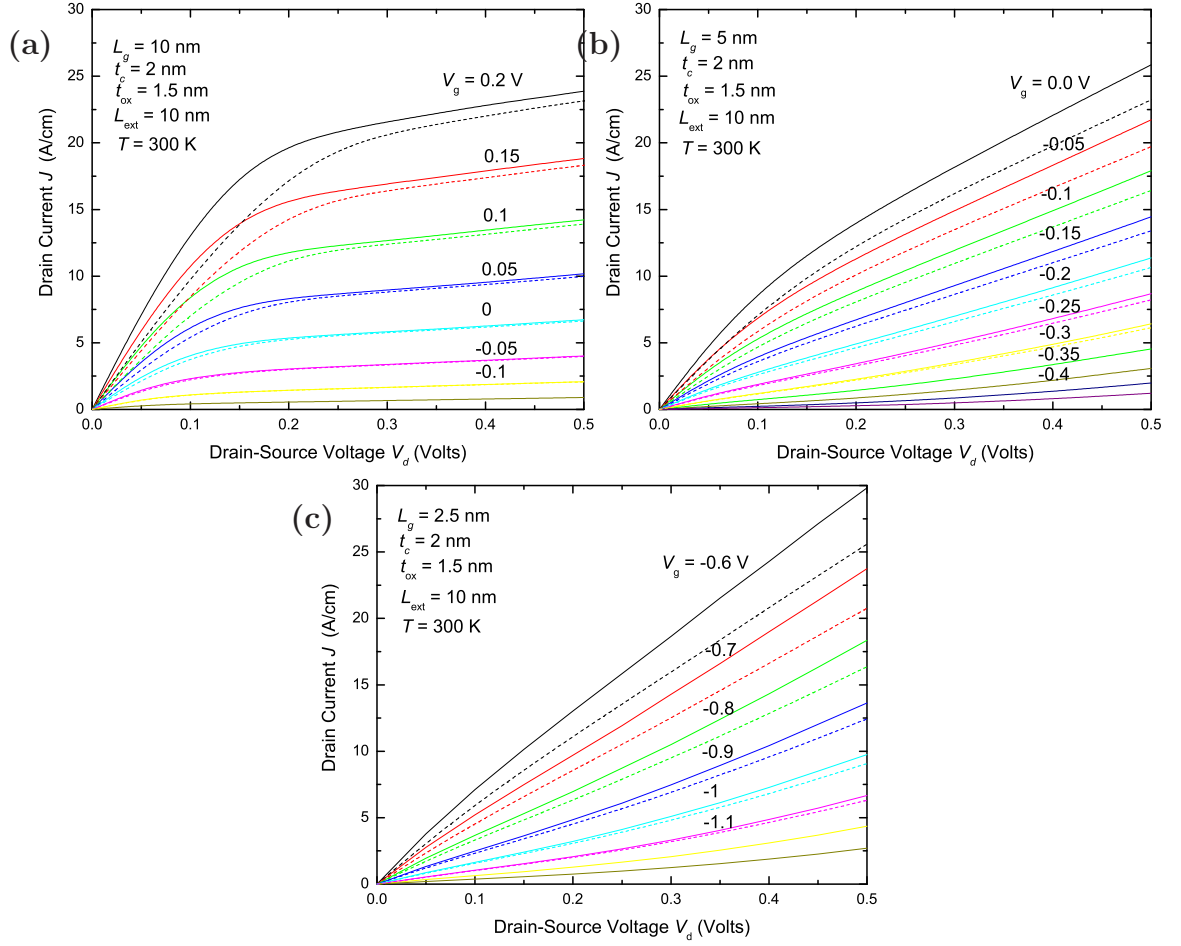 (a)
L_g = 10 nm
t_c = 2 nm
t_ox = 1.5 nm
L_ext = 10 nm
T = 300 K
V_g = 0.2 V
0.15
0.1
0.05
0
-0.05
-0.1
30
25
20
15
10
5
0
Drain Current J (A/cm)
0.0 0.1 0.2 0.3 0.4 0.5
Drain-Source Voltage V_d (Volts)
(b)
L_g = 5 nm
t_c = 2 nm
t_ox = 1.5 nm
L_ext = 10 nm
T = 300 K
V_g = 0.0 V
-0.05
-0.1
-0.15
-0.2
-0.25
-0.3
-0.35
-0.4
30
25
20
15
10
5
0
Drain Current J (A/cm)
0.0 0.1 0.2 0.3 0.4 0.5
Drain-Source Voltage V_d (Volts)
(c)
L_g = 2.5 nm
t_c = 2 nm
t_ox = 1.5 nm
L_ext = 10 nm
T = 300 K
V_g = -0.6 V
-0.7
-0.8
-0.9
-1
-1.1
30
25
20
15
10
5
0
Drain Current J (A/cm)
0.0 0.1 0.2 0.3 0.4 0.5
Drain-Source Voltage V_d (Volts)